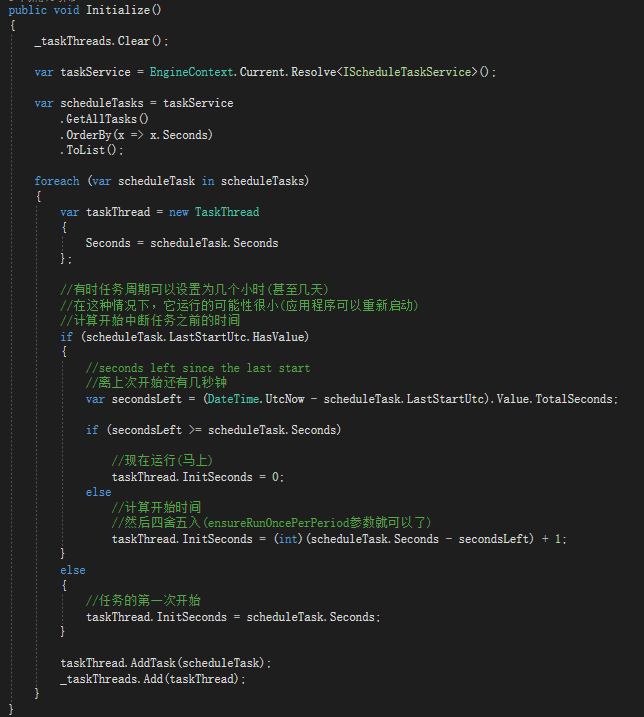 public void Initialize()
{
    _taskThreads.Clear();
    var taskService = EngineContext.Current.Resolve<IScheduleTaskService>();
    var scheduleTasks = taskService
        .GetAllTasks()
        .OrderBy(x => x.Seconds)
        .ToList();
    foreach (var scheduleTask in scheduleTasks)
    {
        var taskThread = new TaskThread
        {
            Seconds = scheduleTask.Seconds
        };
        //有时任务周期可以设置为几个小时(甚至几天)
        //在这种情况下，它运行的可能性很小(应用程序可以重新启动)
        //计算开始中断任务之前的时间
        if (scheduleTask.LastStartUtc.HasValue)
        {
            //seconds left since the last start
            //离上次开始还有几秒钟
            var secondsLeft = (DateTime.UtcNow - scheduleTask.LastStartUtc).Value.TotalSeconds;
            if (secondsLeft >= scheduleTask.Seconds)
                //现在运行(马上)
                taskThread.InitSeconds = 0;
            else
                //计算开始时间
                //然后四舍五入(ensureRunOncePerPeriod参数就可以了)
                taskThread.InitSeconds = (int)(scheduleTask.Seconds - secondsLeft) + 1;
        }
        else
        {
            //任务的第一次开始
            taskThread.InitSeconds = scheduleTask.Seconds;
        }
        taskThread.AddTask(scheduleTask);
        _taskThreads.Add(taskThread);
    }
}